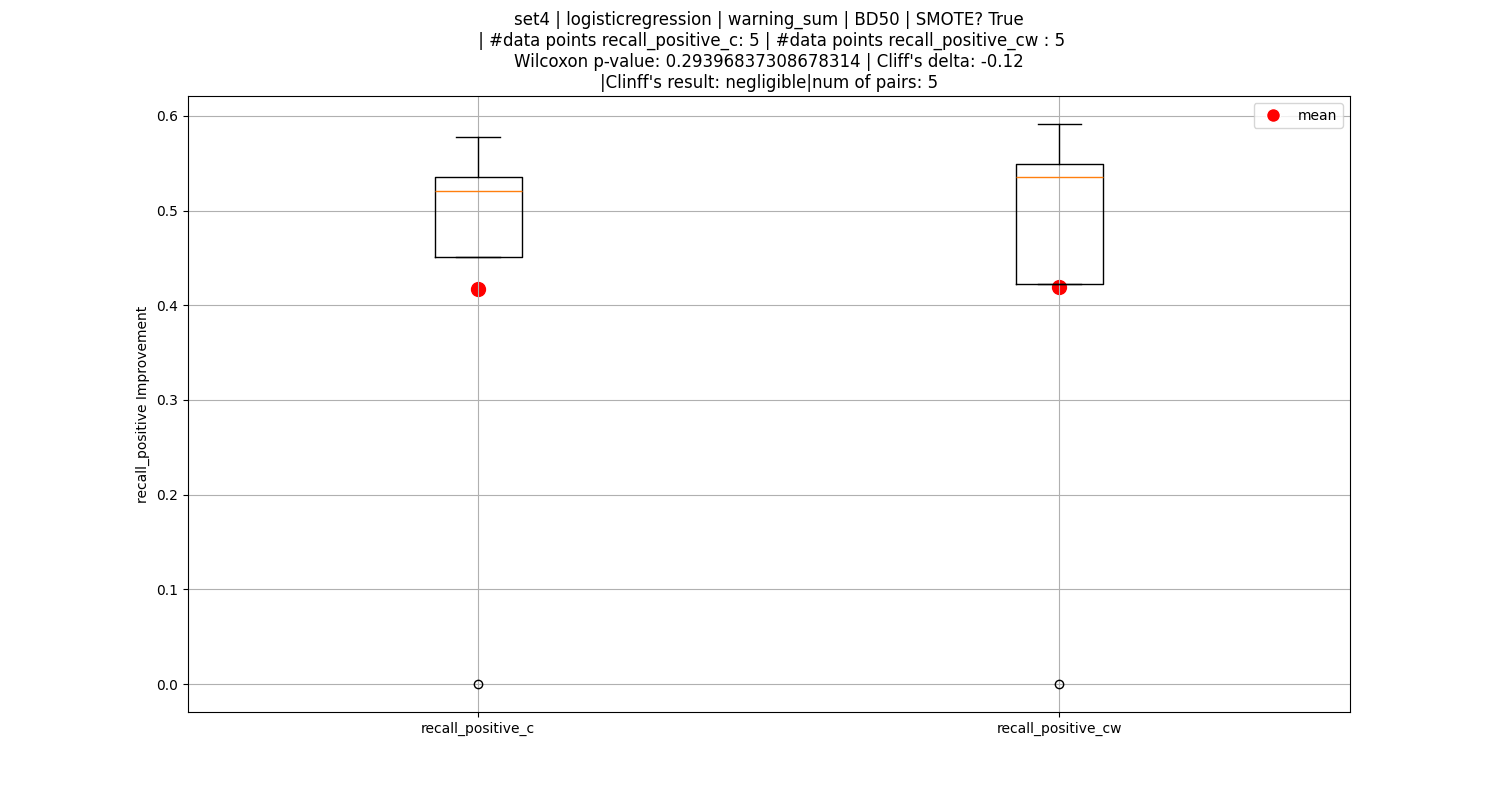 set4 | logisticregression | warning_sum | BD50 | SMOTE? True
| #data points recall_positive_c: 5 | #data points recall_positive_cw : 5
Wilcoxon p-value: 0.29396837308678314 | Cliff's delta: -0.12
|Clinff's result: negligible|num of pairs: 5
mean
recall_positive Improvement
0.6
0.5
0.4
0.3
0.2
0.1
0.0
recall_positive_c
recall_positive_cw